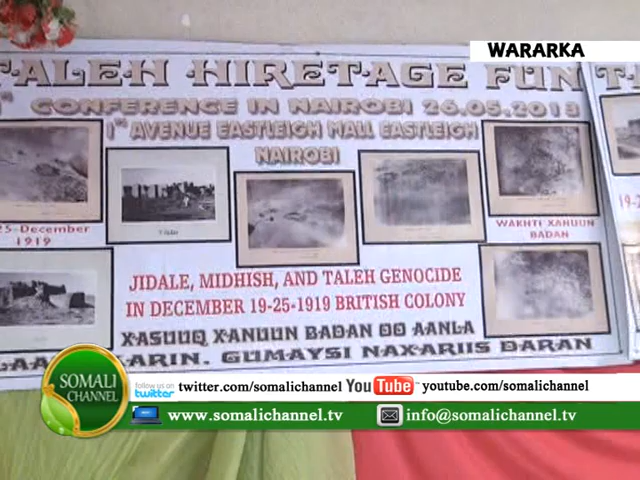 WARARKA
TALEH HIRETAGE FUN
CONFERENCE IN NAIROBI 26.05.2013
1ST AVENUE EASTLEIGH MALL EASTLEIGH
NAIROBI
25-December
1919
WAKHTI XANUUN
BADAN
JIDALE, MIDHISH, AND TALEH GENOCIDE
IN DECEMBER 19-25-1919 BRITISH COLONY
XASUUQ XANUUN BADAN OO AANLA
ARIN. GUMAYSI NAXARIIS DARAN
SOMALI
CHANNEL
follow us on
twitter
twitter.com/somalichannel
YouTube
youtube.com/somalichannel
www.somalichannel.tv
info@somalichannel.tv